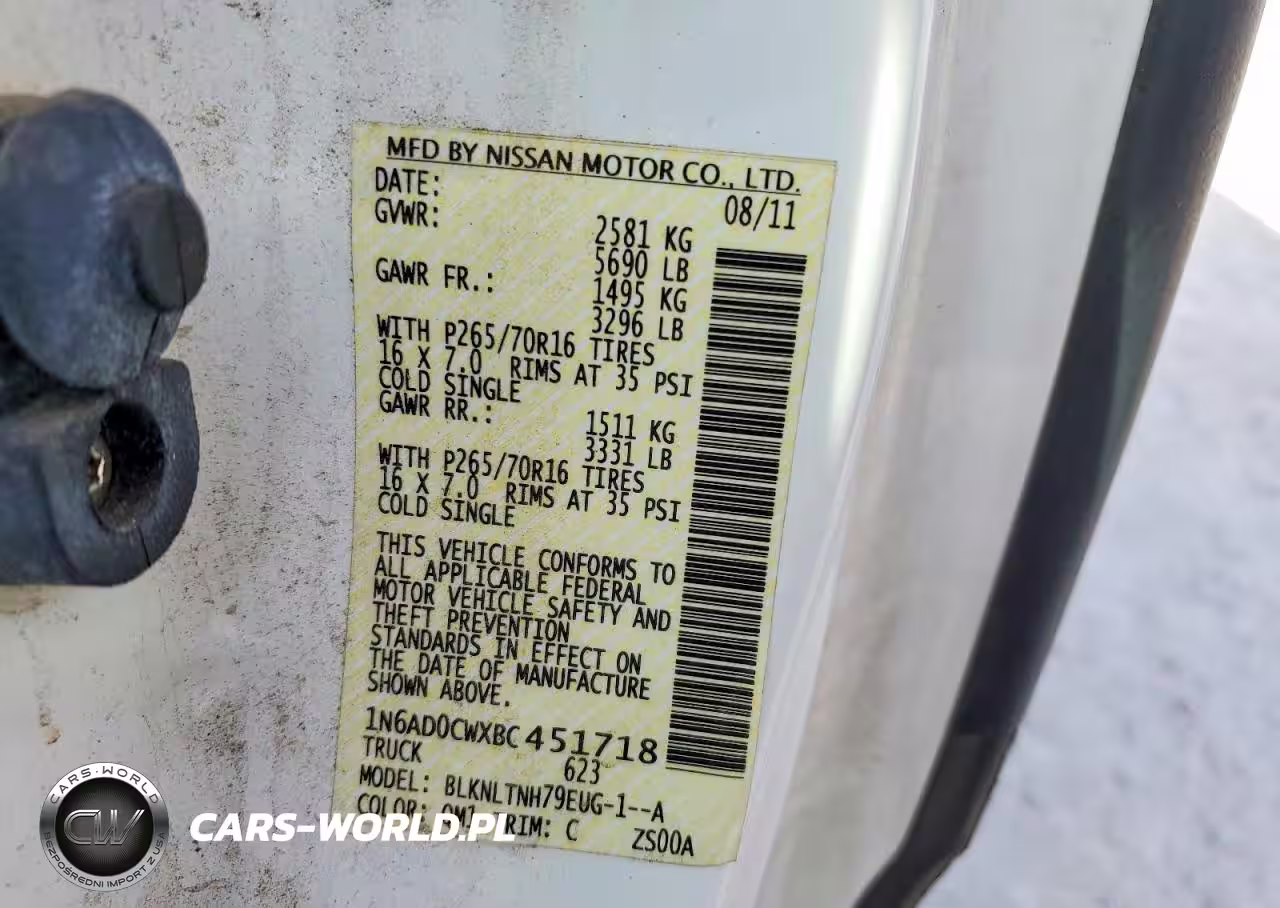 MFD BY NISSAN MOTOR CO., LTD.
DATE: 08/11
GVWR: 2581 KG
5690 LB
GAWR FR.: 1495 KG
3296 LB
WITH P265/70R16 TIRES
16 X 7.0 RIMS AT 35 PSI
COLD SINGLE
GAWR RR.: 1511 KG
3331 LB
WITH P265/70R16 TIRES
16 X 7.0 RIMS AT 35 PSI
COLD SINGLE
THIS VEHICLE CONFORMS TO
ALL APPLICABLE FEDERAL
MOTOR VEHICLE SAFETY AND
THEFT PREVENTION
STANDARDS IN EFFECT ON
THE DATE OF MANUFACTURE
SHOWN ABOVE.
1N6AD0CWXBC451718
TRUCK 623
MODEL: BLKNLTNH79EUG-1--A
COLOR: QM1 TRIM: C ZS00A
CARS-WORLD
CW
BEZPOŚREDNI IMPORT Z USA
CARS-WORLD.PL